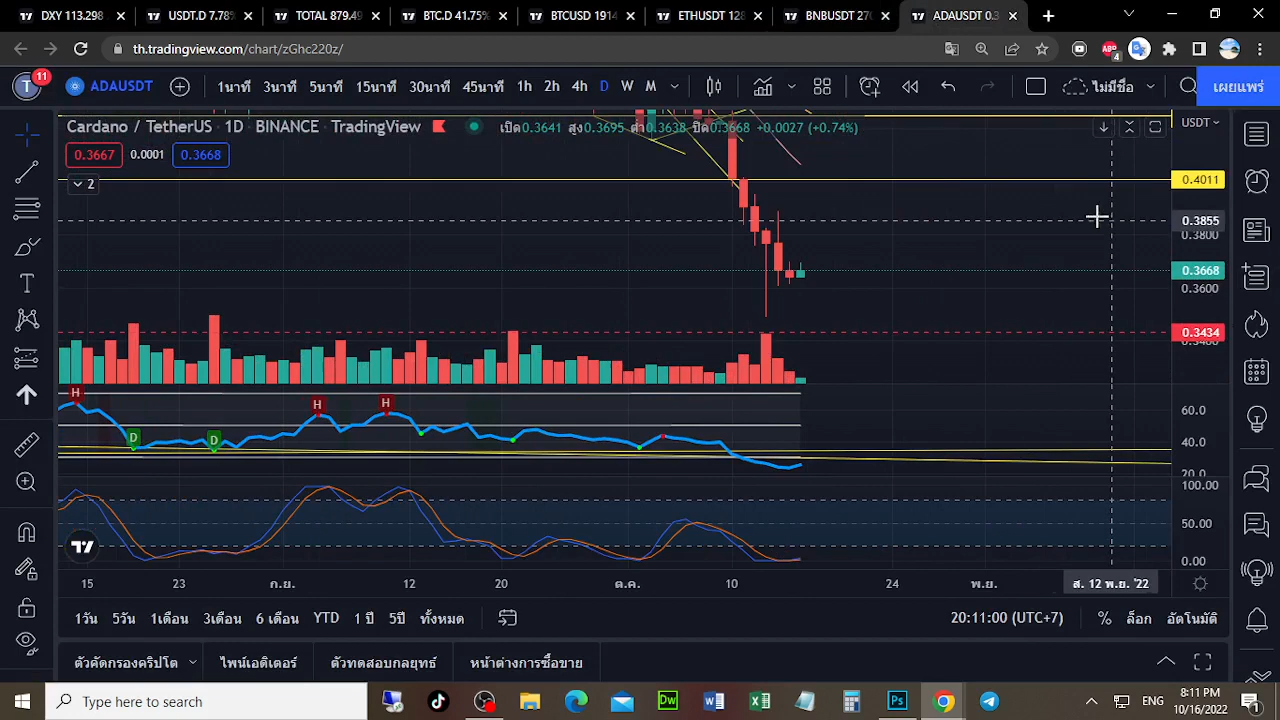 DXY 113.298
USDT.D 7.78%
TOTAL 879.49
BTC.D 41.75%
BTCUSD 1914
ETHUSDT 128
BNBUSDT 270
ADAUSDT 0.3
th.tradingview.com/chart/zGhc220z/
ABP
4
T
11
ADAUSDT
1นาที
3นาที
5นาที
15นาที
30นาที
45นาที
1h
2h
4h
D
W
M
ไม่มีชื่อ
เผยแพร่
Cardano / TetherUS · 1D · BINANCE · TradingView
เปิด0.3641 สูง0.3695 ต่ำ0.3638 ปิด0.3668 +0.0027 (+0.74%)
USDT
0.3667
0.0001
0.3668
2
0.4011
0.3855
0.3800
0.3668
0.3600
0.3434
0.3400
H
H
H
D
D
60.0
40.0
20.0
100.00
50.00
0.00
15
23
ก.ย.
12
20
ต.ค.
10
24
พ.ย.
ส. 12 พ.ย. '22
1วัน
5วัน
1เดือน
3เดือน
6 เดือน
YTD
1 ปี
5ปี
ทั้งหมด
20:11:00 (UTC+7)
%
ล็อก
อัตโนมัติ
ตัวคัดกรองคริปโต
ไพน์เอดิเตอร์
ตัวทดสอบกลยุทธ์
หน้าต่างการซื้อขาย
Type here to search
Dw
Ps
ENG
8:11 PM
10/16/2022
1